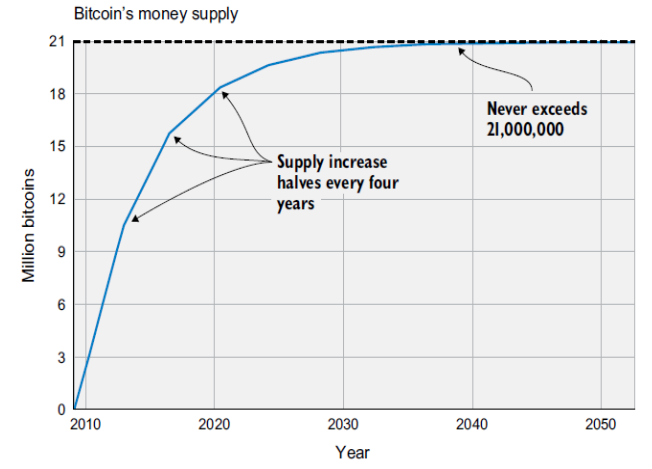 Bitcoin's money supply
21
18
15
12
9
6
3
0
Million bitcoins
Never exceeds
21,000,000
Supply increase
halves every four
years
2010 2020 2030 2040 2050
Year